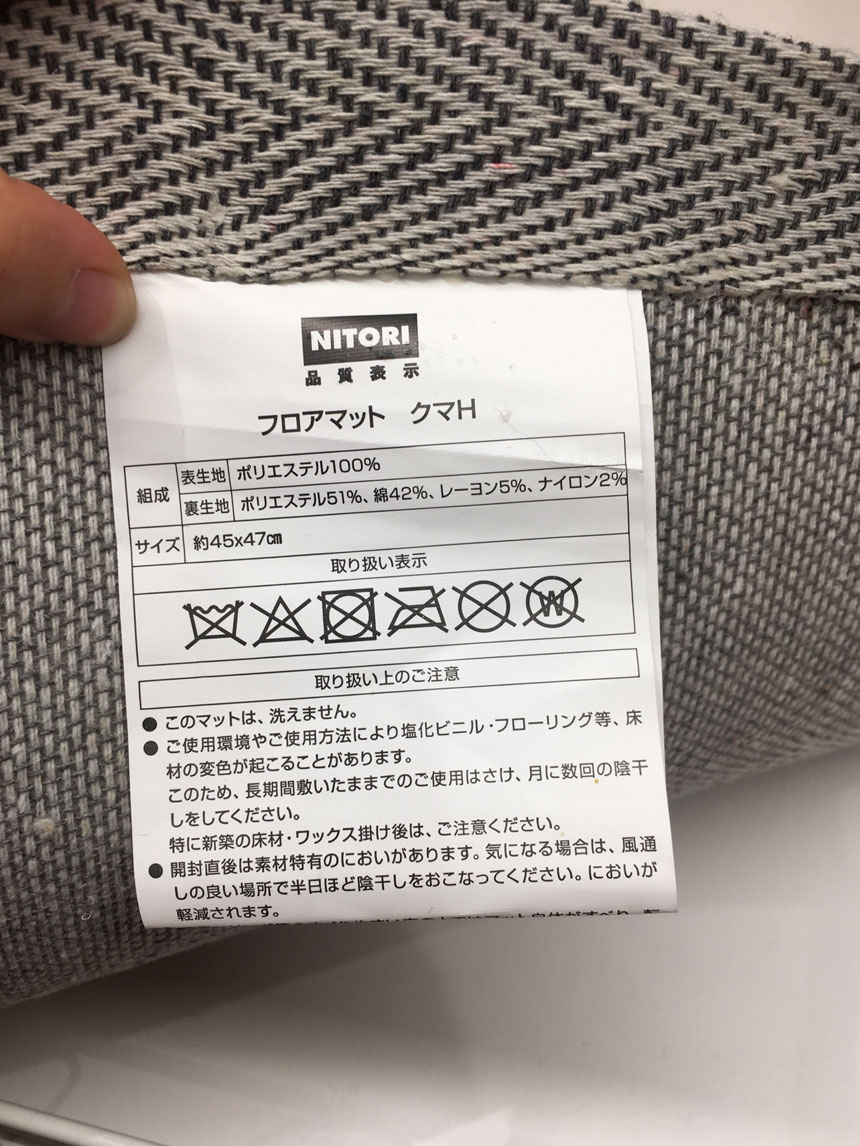 NITORI
品質表示
フロアマット クマH
組成 表生地 ポリエステル100%
裏生地 ポリエステル51%、綿42%、レーヨン5%、ナイロン2%
サイズ 約45x47㎝
取り扱い表示
W
取り扱い上のご注意
● このマットは、洗えません。
● ご使用環境やご使用方法により塩化ビニル・フローリング等、床
材の変色が起こることがあります。
このため、長期間敷いたままでのご使用はさけ、月に数回の陰干
しをしてください。
特に新築の床材・ワックス掛け後は、ご注意ください。
● 開封直後は素材特有のにおいがあります。気になる場合は、風通
しの良い場所で半日ほど陰干しをおこなってください。においが
軽減されます。